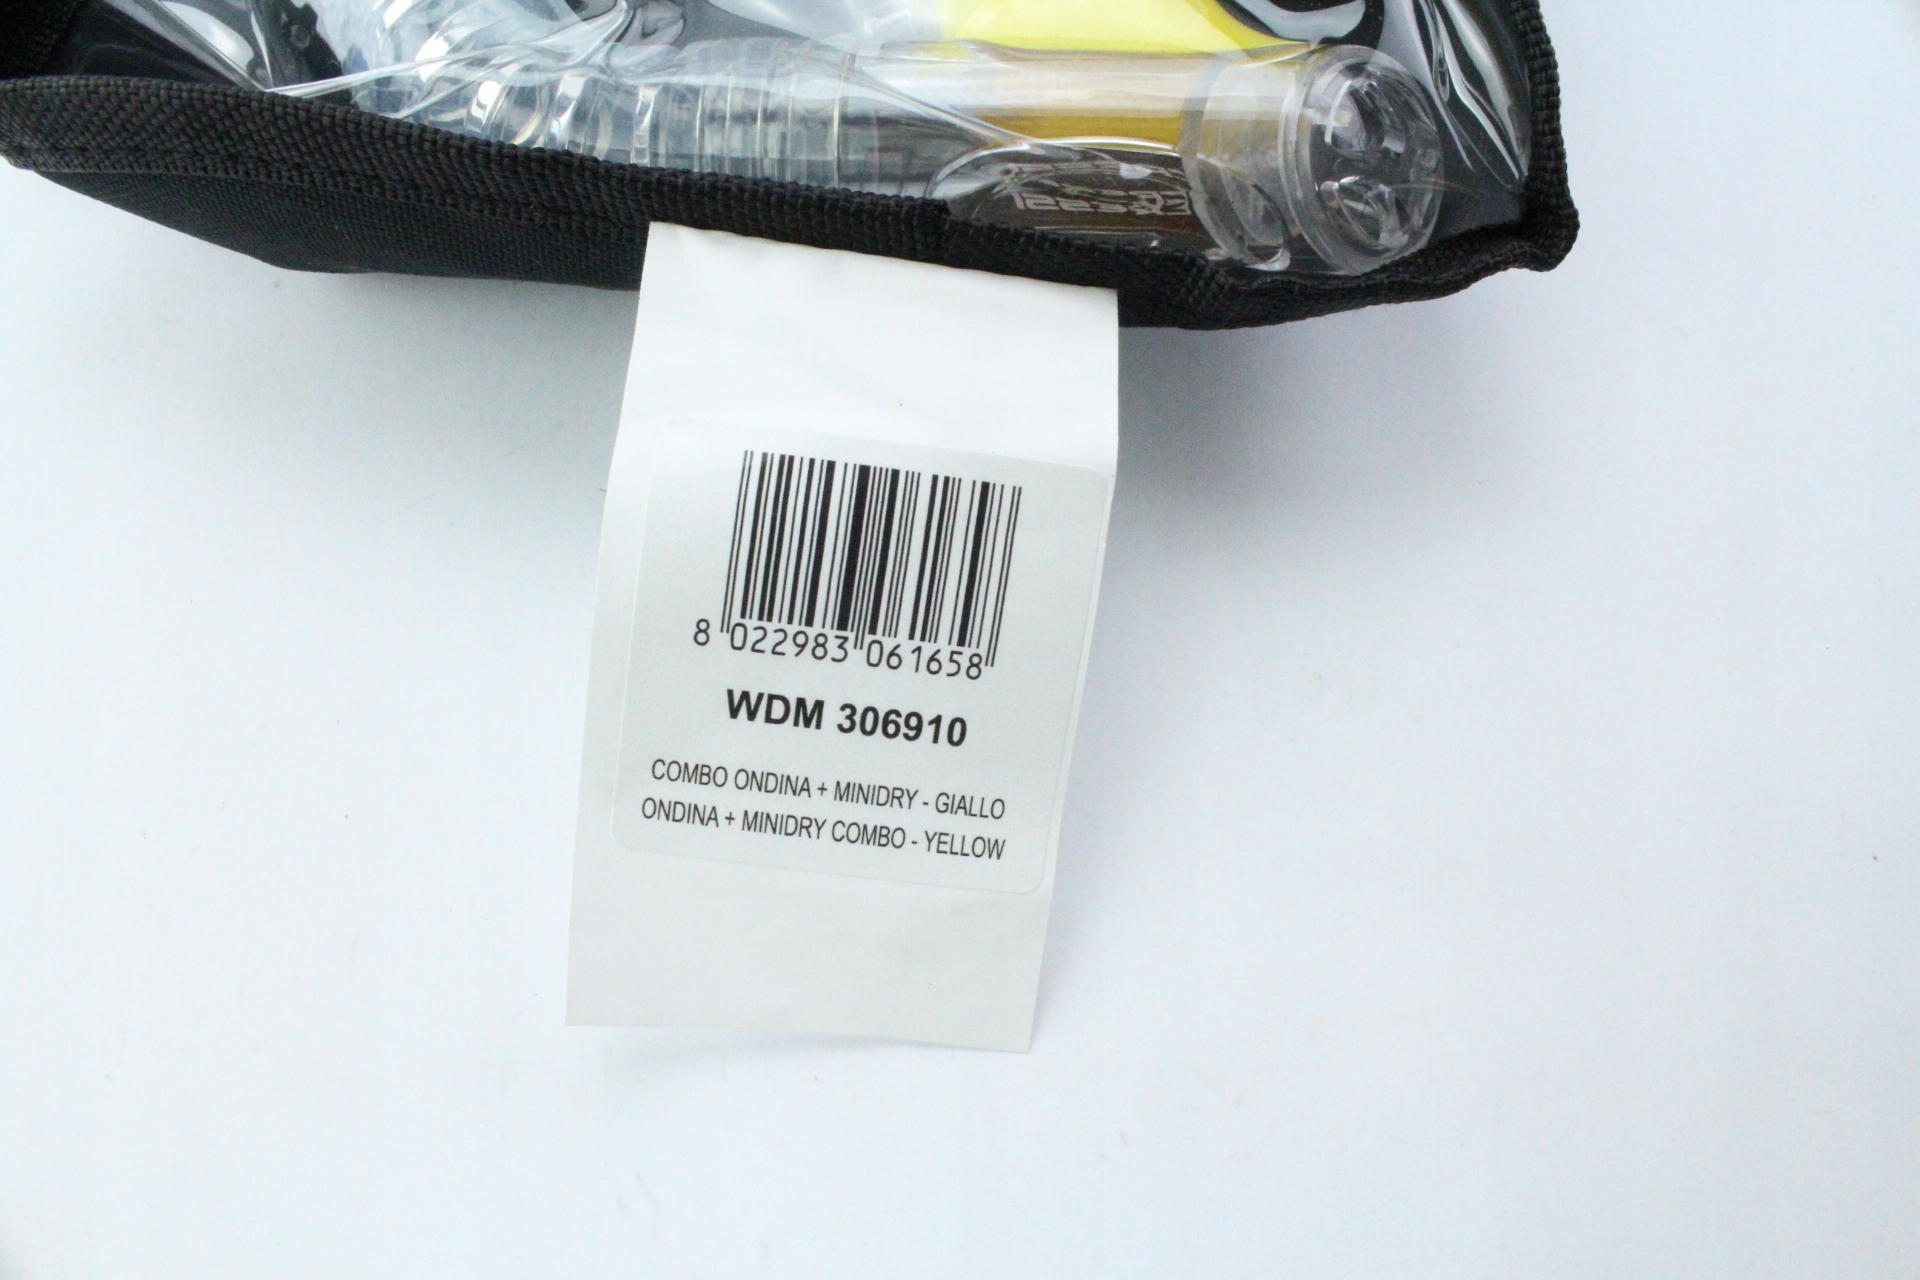 8 022983 061658
WDM 306910
COMBO ONDINA + MINIDRY - GIALLO
ONDINA + MINIDRY COMBO - YELLOW